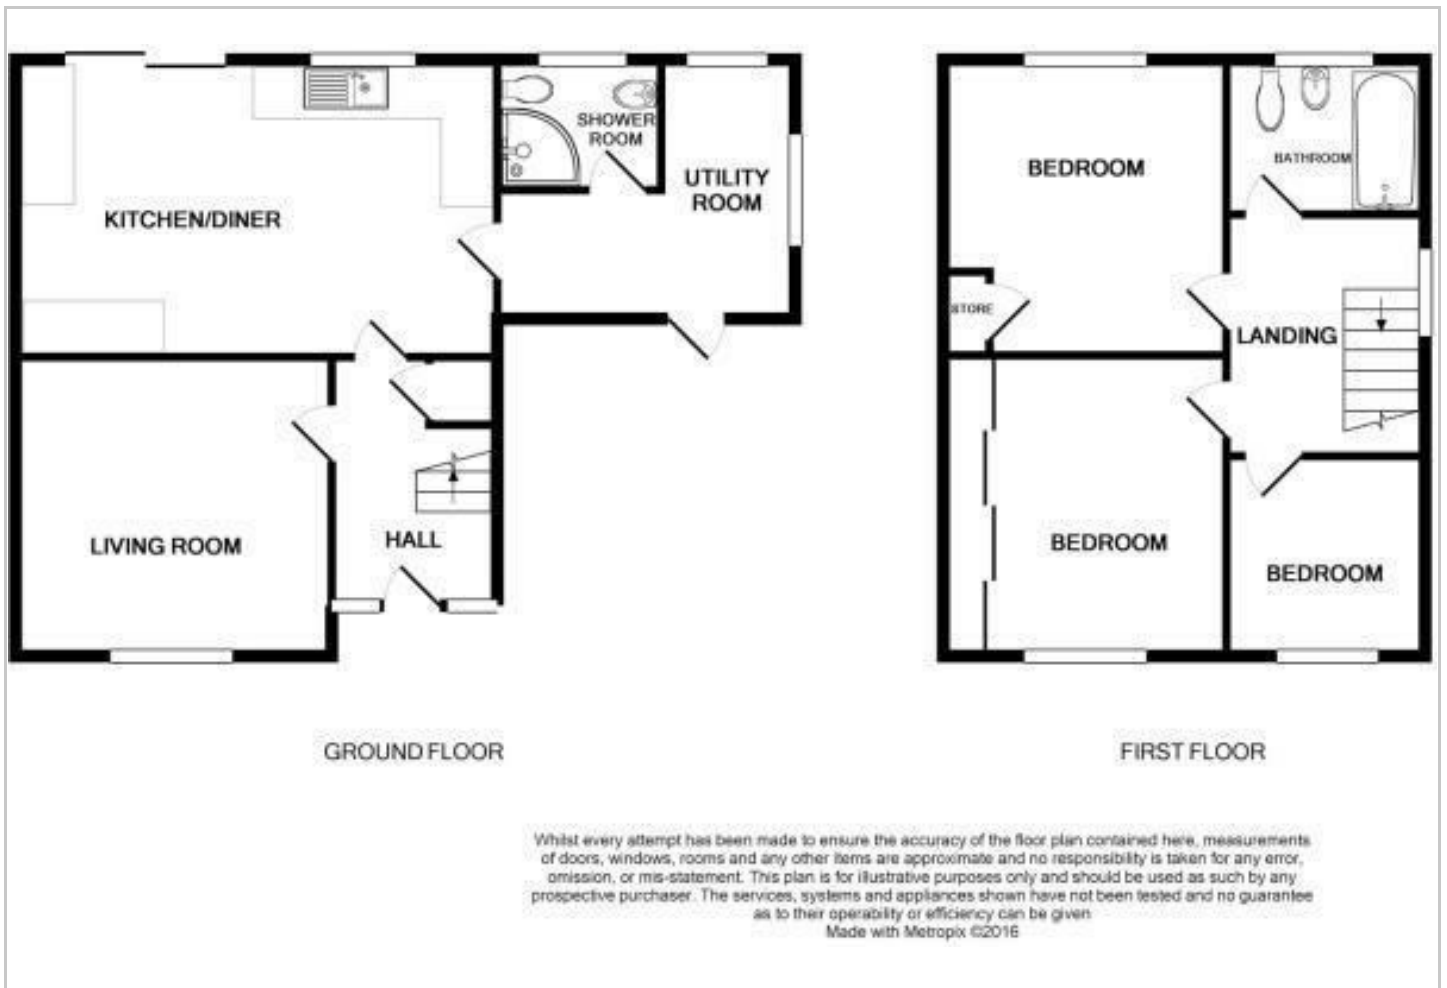 KITCHEN/DINER
SHOWER
ROOM
UTILITY
ROOM
LIVING ROOM
HALL
GROUND FLOOR
BEDROOM
BATHROOM
STORE
LANDING
BEDROOM
BEDROOM
FIRST FLOOR
Whilst every attempt has been made to ensure the accuracy of the floor plan contained here, measurements
of doors, windows, rooms and any other items are approximate and no responsibility is taken for any error,
omission, or mis-statement. This plan is for illustrative purposes only and should be used as such by any
prospective purchaser. The services, systems and appliances shown have not been tested and no guarantee
as to their operability or efficiency can be given
Made with Metropix ©2016